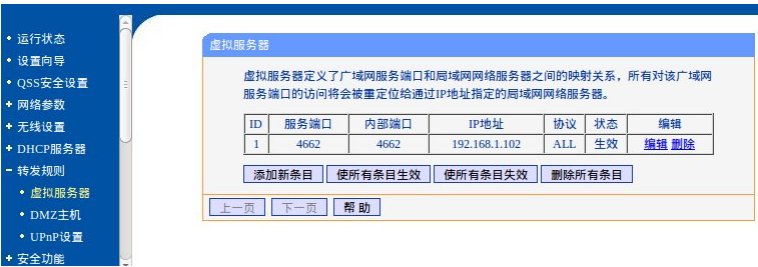 运行状态
设置向导
QSS安全设置
网络参数
无线设置
DHCP服务器
转发规则
虚拟服务器
DMZ主机
UPnP设置
安全功能
虚拟服务器
虚拟服务器定义了广域网服务端口和局域网网络服务器之间的映射关系，所有对该广域网
服务端口的访问将会被重定位给通过IP地址指定的局域网网络服务器。
ID 服务端口 内部端口 IP地址 协议 状态 编辑
1 4662 4662 192.168.1.102 ALL 生效 编辑 删除
添加新条目 使所有条目生效 使所有条目失效 删除所有条目
上一页 下一页 帮助